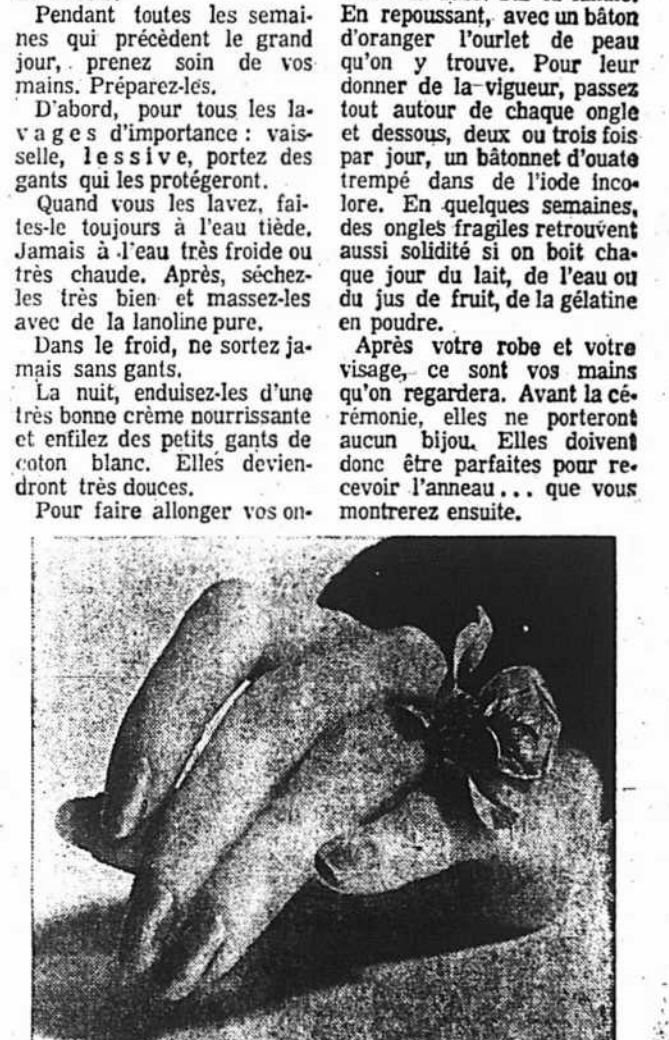 Pendant toutes les semai-
nes qui précèdent le grand
jour, prenez soin de vos
mains. Préparez-les.
D'abord, pour tous les la-
vages d'importance : vais-
selle, lessive, portez des
gants qui les protégeront.
Quand vous les lavez, fai-
tes-le toujours à l'eau tiède.
Jamais à l'eau très froide ou
très chaude. Après, séchez-
les très bien et massez-les
avec de la lanoline pure.
Dans le froid, ne sortez ja-
mais sans gants.
La nuit, enduisez-les d'une
très bonne crème nourrissante
et enfilez des petits gants de
coton blanc. Elles devien-
dront très douces.
Pour faire allonger vos on-
En repoussant, avec un bâton
d'oranger l'ourlet de peau
qu'on y trouve. Pour leur
donner de la vigueur, passez
tout autour de chaque ongle
et dessous, deux ou trois fois
par jour, un bâtonnet d'ouate
trempé dans de l'iode inco-
lore. En quelques semaines,
des ongles fragiles retrouvent
aussi solidité si on boit cha-
que jour du lait, de l'eau ou
du jus de fruit, de la gélatine
en poudre.
Après votre robe et votre
visage, ce sont vos mains
qu'on regardera. Avant la cé-
rémonie, elles ne porteront
aucun bijou. Elles doivent
donc être parfaites pour re-
cevoir l'anneau... que vous
montrerez ensuite.